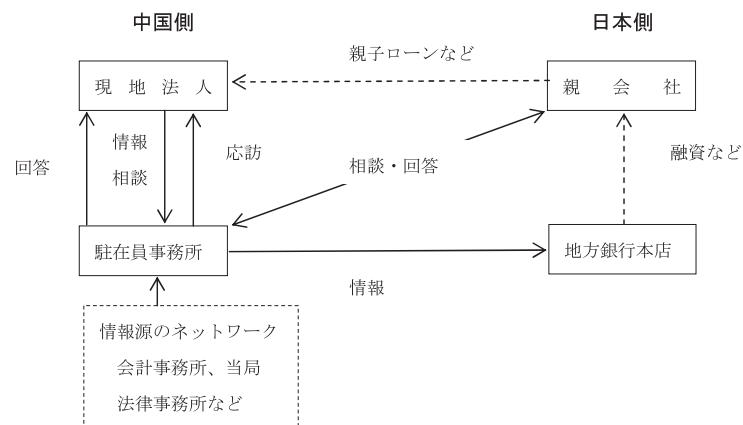 中国側
日本側
親子ローンなど
現地法人
親会社
情報
相談
応訪
回答
相談・回答
融資など
駐在員事務所
地方銀行本店
情報
情報源のネットワーク
会計事務所、当局
法律事務所など